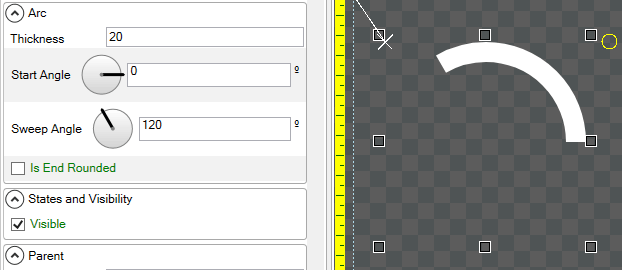 Arc
Thickness 20
Start Angle 0 º
Sweep Angle 120 º
Is End Rounded
States and Visibility
Visible
Parent